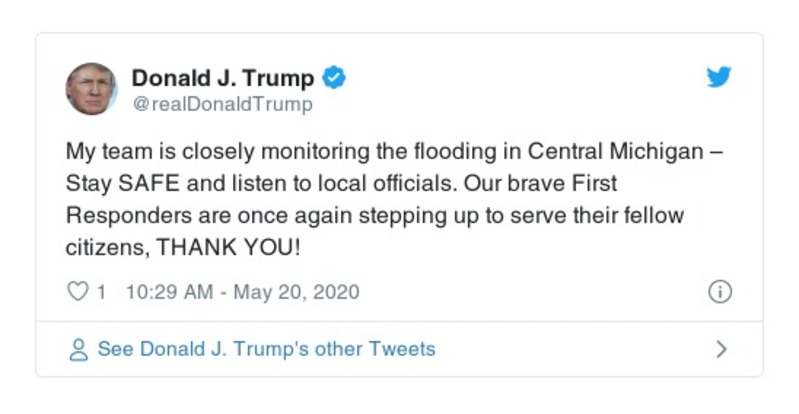 Donald J. Trump
@realDonaldTrump
My team is closely monitoring the flooding in Central Michigan –
Stay SAFE and listen to local officials. Our brave First
Responders are once again stepping up to serve their fellow
citizens, THANK YOU!
1 10:29 AM - May 20, 2020
See Donald J. Trump's other Tweets